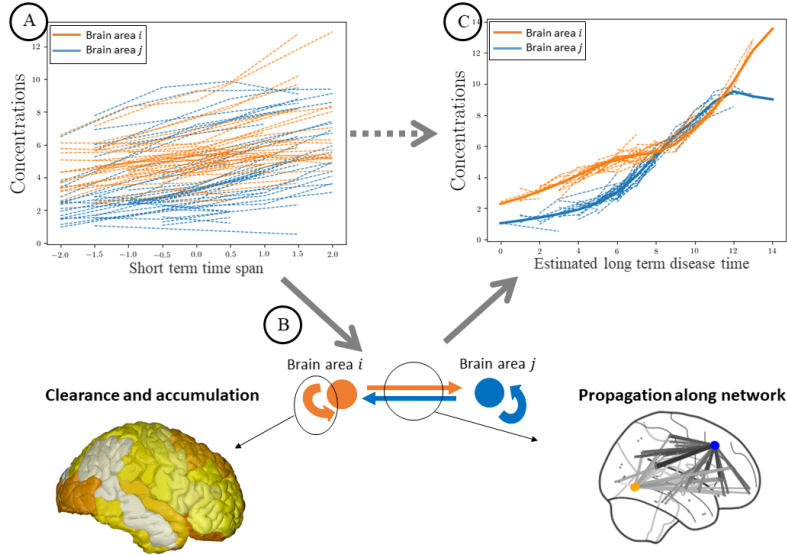 A
Brain area i
Brain area j
Concentrations
12
10
8
6
4
2
0
−2.0 −1.5 −1.0 −0.5 0.0 0.5 1.0 1.5 2.0
Short term time span
C
Brain area i
Brain area j
Concentrations
14
12
10
8
6
4
2
0
0 2 4 6 8 10 12 14
Estimated long term disease time
B
Brain area i
Brain area j
Clearance and accumulation
Propagation along network